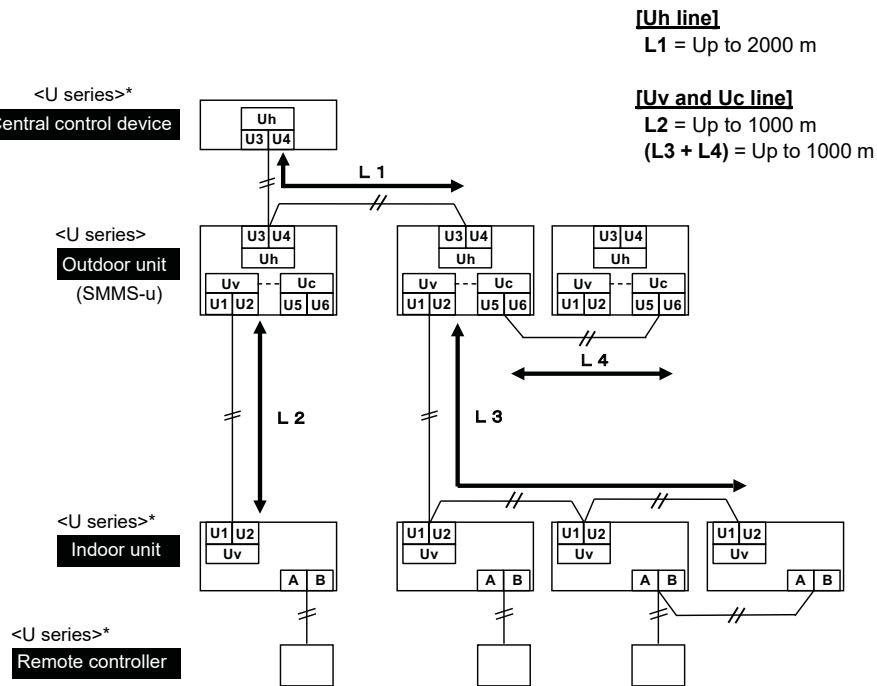 [Uh line]
L1 = Up to 2000 m
[Uv and Uc line]
L2 = Up to 1000 m
(L3 + L4) = Up to 1000 m
<U series>*
Central control device
Uh
U3 U4
L 1
<U series>
Outdoor unit
(SMMS-u)
U3 U4
Uh
Uv Uc
U1 U2 U5 U6
U3 U4
Uh
Uv Uc
U1 U2 U5 U6
U3 U4
Uh
Uv Uc
U1 U2 U5 U6
L 4
L 2
L 3
<U series>*
Indoor unit
U1 U2
Uv
A B
U1 U2
Uv
A B
U1 U2
Uv
A B
U1 U2
Uv
A B
<U series>*
Remote controller